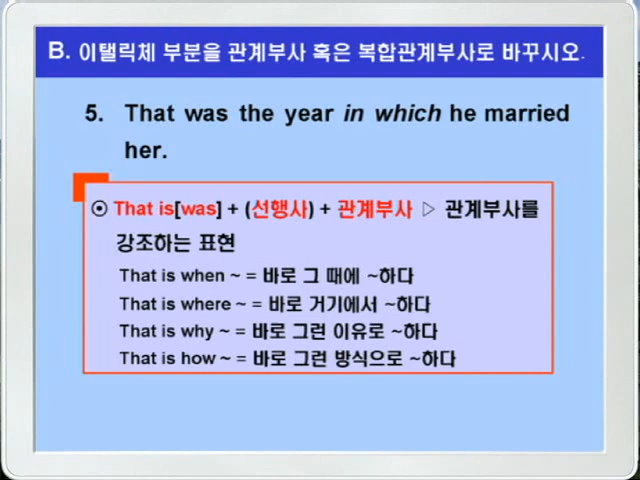 B. 이탤릭체 부분을 관계부사 혹은 복합관계부사로 바꾸시오.
5. That was the year in which he married
her.
⊙ That is[was] + (선행사) + 관계부사 ▷ 관계부사를
강조하는 표현
That is when ~ = 바로 그 때에 ~하다
That is where ~ = 바로 거기에서 ~하다
That is why ~ = 바로 그런 이유로 ~하다
That is how ~ = 바로 그런 방식으로 ~하다